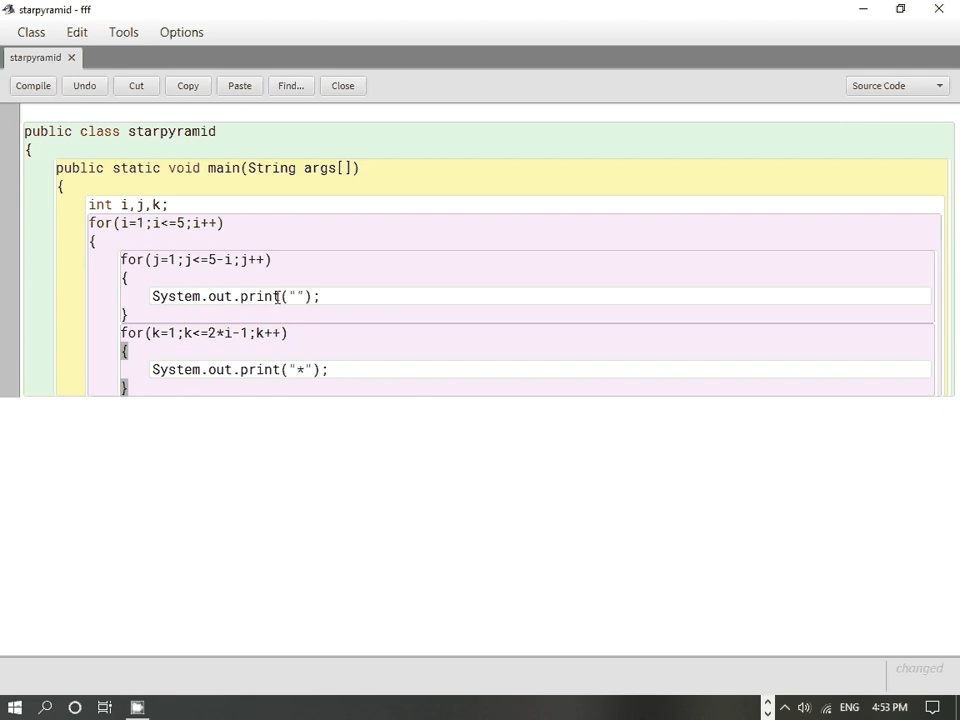 starpyramid - fff
Class Edit Tools Options
starpyramid ×
Compile Undo Cut Copy Paste Find... Close Source Code
public class starpyramid
{
public static void main(String args[])
{
int i,j,k;
for(i=1;i<=5;i++)
{
for(j=1;j<=5-i;j++)
{
System.out.print("");
}
for(k=1;k<=2*i-1;k++)
{
System.out.print("*");
}
changed
ENG 4:53 PM